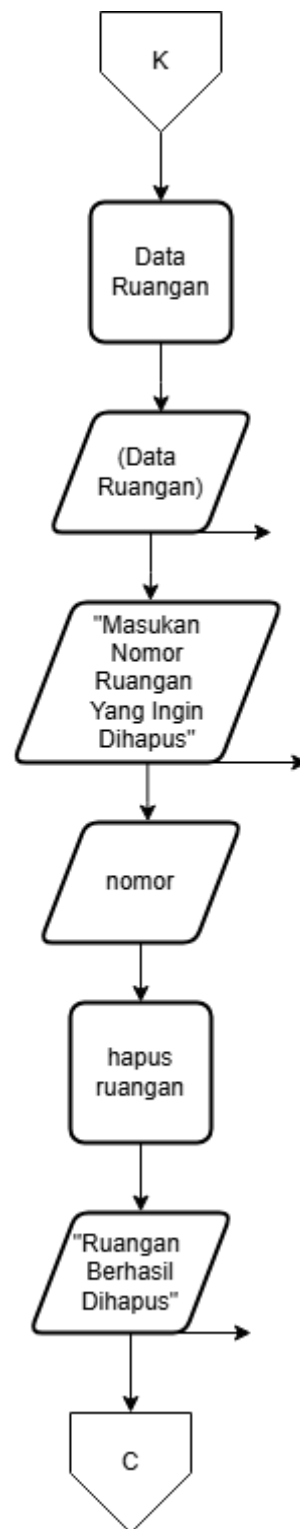 K
Data
Ruangan
(Data
Ruangan)
"Masukan
Nomor
Ruangan
Yang Ingin
Dihapus"
nomor
hapus
ruangan
"Ruangan
Berhasil
Dihapus"
C